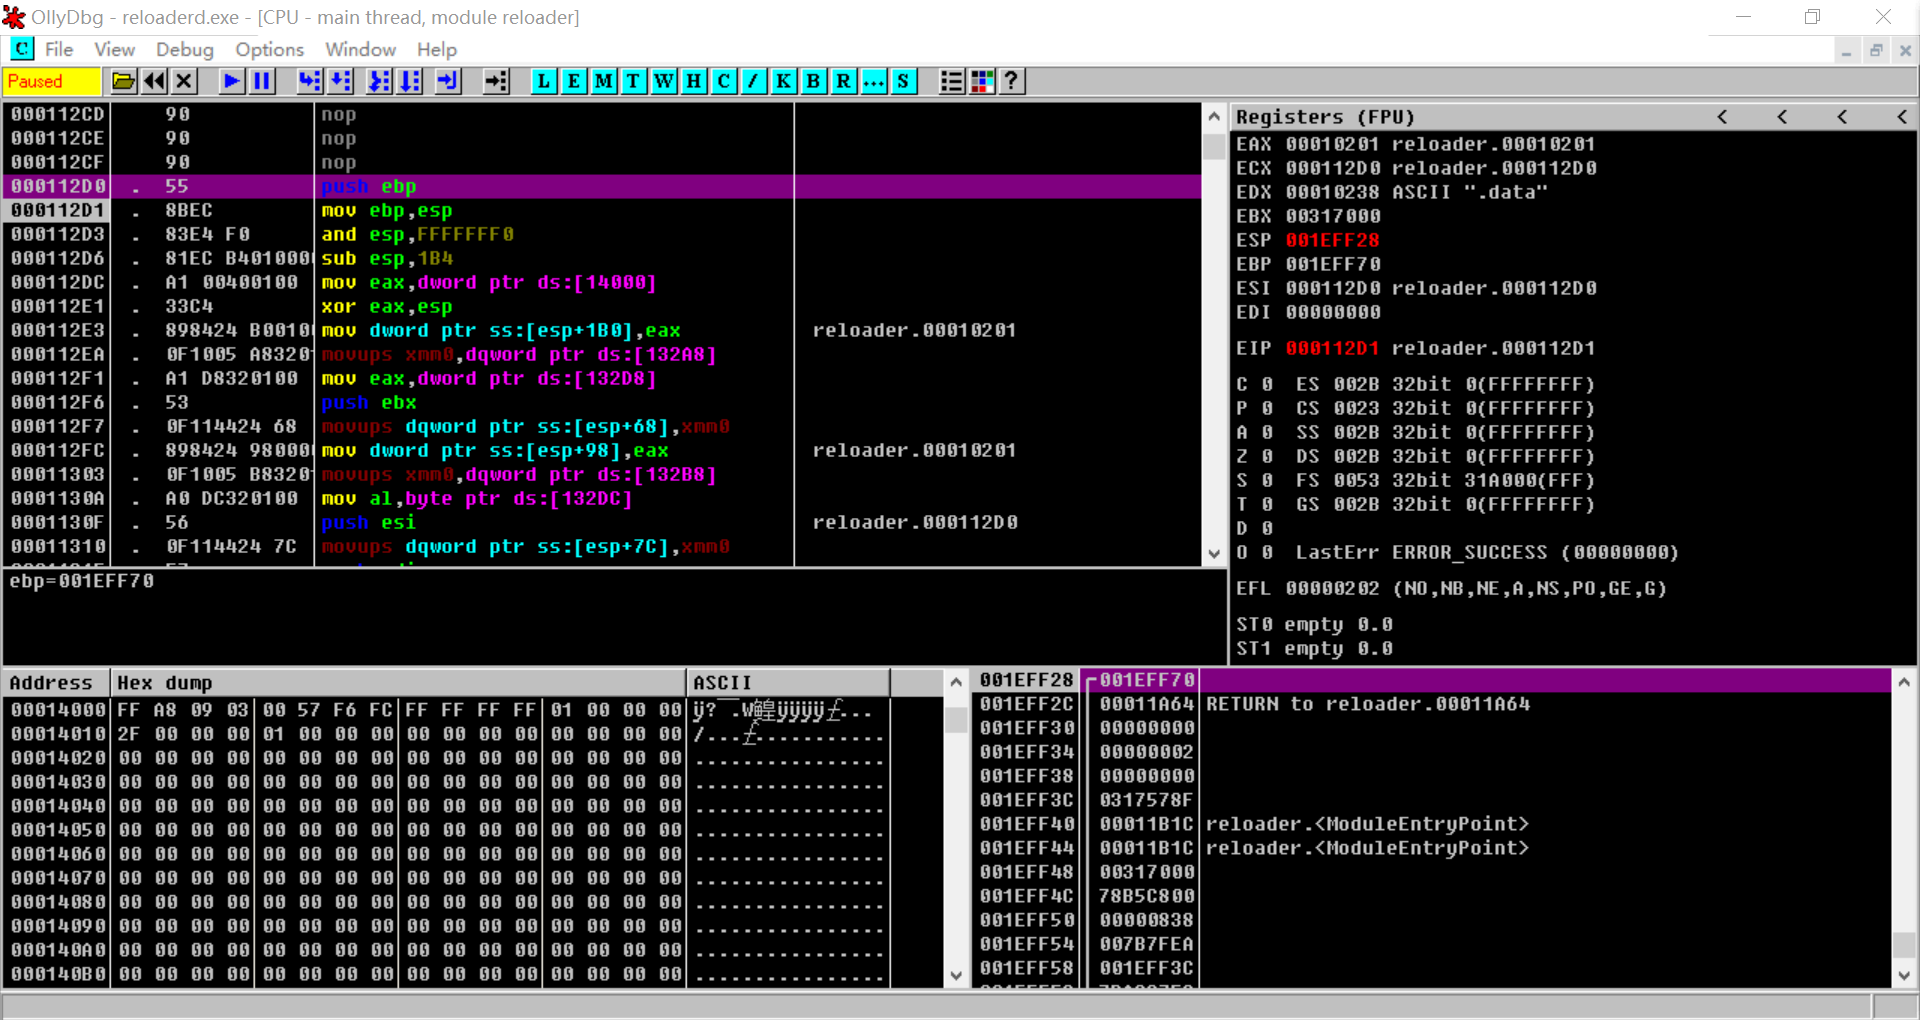 OllyDbg - reloaderd.exe - [CPU - main thread, module reloader]
C File View Debug Options Window Help
Paused L E M T W H C / K B R ... S ?
000112CD 90 nop
000112CE 90 nop
000112CF 90 nop
000112D0 . 55 push ebp
000112D1 . 8BEC mov ebp,esp
000112D3 . 83E4 F0 and esp,FFFFFFF0
000112D6 . 81EC B4010000 sub esp,1B4
000112DC . A1 00400100 mov eax,dword ptr ds:[14000]
000112E1 . 33C4 xor eax,esp
000112E3 . 898424 B0010 mov dword ptr ss:[esp+1B0],eax reloader.00010201
000112EA . 0F1005 A8320 movups xmm0,dqword ptr ds:[132A8]
000112F1 . A1 D8320100 mov eax,dword ptr ds:[132D8]
000112F6 . 53 push ebx
000112F7 . 0F114424 68 movups dqword ptr ss:[esp+68],xmm0
000112FC . 898424 98000 mov dword ptr ss:[esp+98],eax reloader.00010201
00011303 . 0F1005 B8320 movups xmm0,dqword ptr ds:[132B8]
0001130A . A0 DC320100 mov al,byte ptr ds:[132DC]
0001130F . 56 push esi reloader.000112D0
00011310 . 0F114424 7C movups dqword ptr ss:[esp+7C],xmm0
ebp=001EFF70
Registers (FPU) < < < <
EAX 00010201 reloader.00010201
ECX 000112D0 reloader.000112D0
EDX 00010238 ASCII ".data"
EBX 00317000
ESP 001EFF28
EBP 001EFF70
ESI 000112D0 reloader.000112D0
EDI 00000000
EIP 000112D1 reloader.000112D1
C 0 ES 002B 32bit 0(FFFFFFFF)
P 0 CS 0023 32bit 0(FFFFFFFF)
A 0 SS 002B 32bit 0(FFFFFFFF)
Z 0 DS 002B 32bit 0(FFFFFFFF)
S 0 FS 0053 32bit 31A000(FFF)
T 0 GS 002B 32bit 0(FFFFFFFF)
D 0
O 0 LastErr ERROR_SUCCESS (00000000)
EFL 00000202 (NO,NB,NE,A,NS,PO,GE,G)
ST0 empty 0.0
ST1 empty 0.0
Address Hex dump ASCII
00014000 FF A8 09 03 00 57 F6 FC FF FF FF FF 01 00 00 00
00014010 2F 00 00 00 01 00 00 00 00 00 00 00 00 00 00 00
00014020 00 00 00 00 00 00 00 00 00 00 00 00 00 00 00 00 ................
00014030 00 00 00 00 00 00 00 00 00 00 00 00 00 00 00 00 ................
00014040 00 00 00 00 00 00 00 00 00 00 00 00 00 00 00 00 ................
00014050 00 00 00 00 00 00 00 00 00 00 00 00 00 00 00 00 ................
00014060 00 00 00 00 00 00 00 00 00 00 00 00 00 00 00 00 ................
00014070 00 00 00 00 00 00 00 00 00 00 00 00 00 00 00 00 ................
00014080 00 00 00 00 00 00 00 00 00 00 00 00 00 00 00 00 ................
00014090 00 00 00 00 00 00 00 00 00 00 00 00 00 00 00 00 ................
000140A0 00 00 00 00 00 00 00 00 00 00 00 00 00 00 00 00 ................
000140B0 00 00 00 00 00 00 00 00 00 00 00 00 00 00 00 00 ................
001EFF28 001EFF70
001EFF2C 00011A64 RETURN to reloader.00011A64
001EFF30 00000000
001EFF34 00000002
001EFF38 00000000
001EFF3C 0317578F
001EFF40 00011B1C reloader.<ModuleEntryPoint>
001EFF44 00011B1C reloader.<ModuleEntryPoint>
001EFF48 00317000
001EFF4C 78B5C800
001EFF50 00000838
001EFF54 007B7FEA
001EFF58 001EFF3C